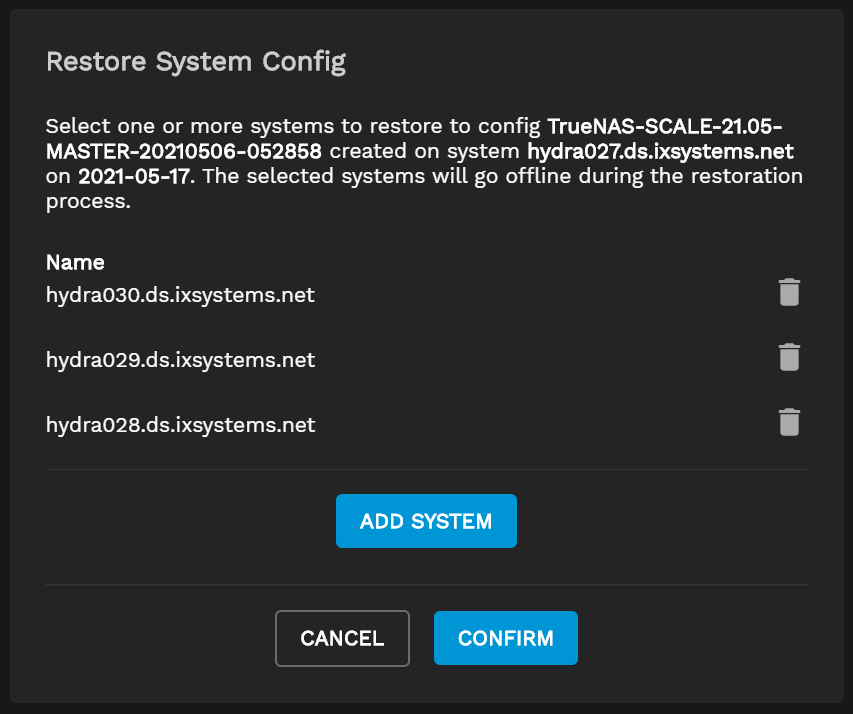 Restore System Config
Select one or more systems to restore to config TrueNAS-SCALE-21.05-
MASTER-20210506-052858 created on system hydra027.ds.ixsystems.net
on 2021-05-17. The selected systems will go offline during the restoration
process.
Name
hydra030.ds.ixsystems.net
hydra029.ds.ixsystems.net
hydra028.ds.ixsystems.net
ADD SYSTEM
CANCEL
CONFIRM